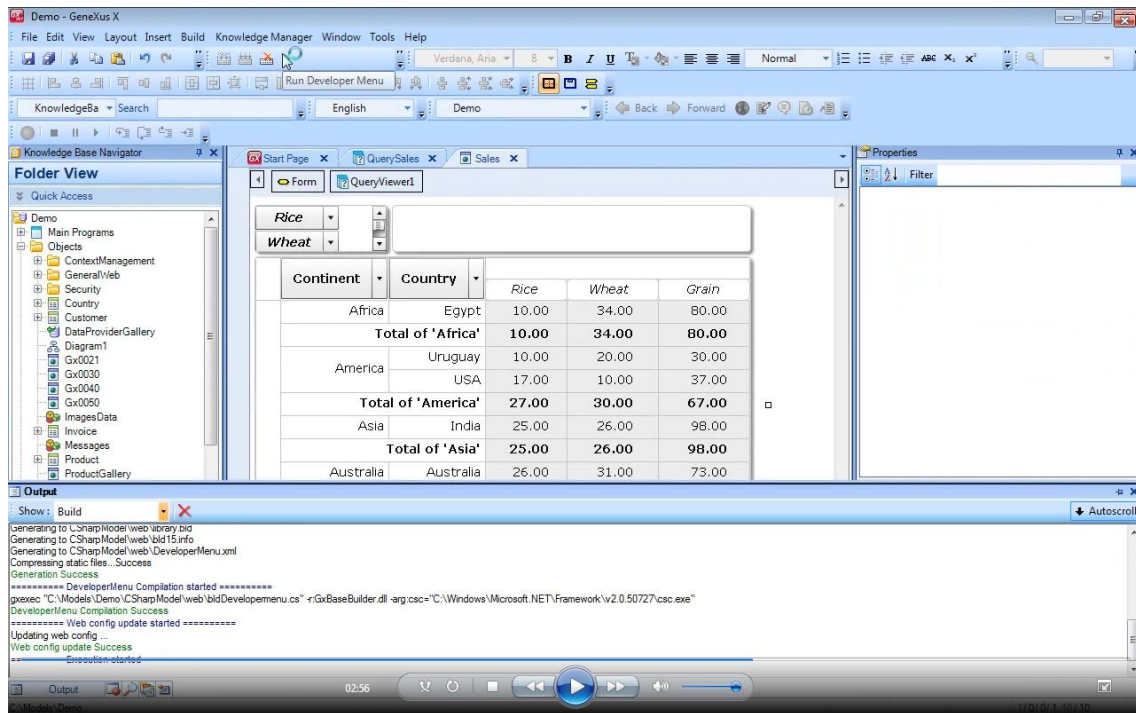 Demo - GeneXus X
File Edit View Layout Insert Build Knowledge Manager Window Tools Help
Verdana, Aria 8 B I U Normal ABC X₂ x²
Run Developer Menu
KnowledgeBa Search English Demo Back Forward
Knowledge Base Navigator
Start Page QuerySales Sales
Properties
Folder View
Form QueryViewer1
Filter
Quick Access
Demo
Main Programs
Objects
ContextManagement
GeneralWeb
Security
Country
Customer
DataProviderGallery
Diagram1
Gx0021
Gx0030
Gx0040
Gx0050
ImagesData
Invoice
Messages
Product
ProductGallery
Rice
Wheat
Continent Country
Rice Wheat Grain
Africa Egypt 10.00 34.00 80.00
Total of 'Africa' 10.00 34.00 80.00
America Uruguay 10.00 20.00 30.00
USA 17.00 10.00 37.00
Total of 'America' 27.00 30.00 67.00
Asia India 25.00 26.00 98.00
Total of 'Asia' 25.00 26.00 98.00
Australia Australia 26.00 31.00 73.00
Output
Show: Build
Autoscroll
Generating to CSharpModel\web\library.bld
Generating to CSharpModel\web\bld15.info
Generating to CSharpModel\web\DeveloperMenu.xml
Compressing static files...Success
Generation Success
========== DeveloperMenu Compilation started ==========
gxexec "C:\Models\Demo\CSharpModel\web\bldDevelopermenu.cs" -r:GxBaseBuilder.dll -arg:csc="C:\Windows\Microsoft.NET\Framework\v2.0.50727\csc.exe"
DeveloperMenu Compilation Success
========== Web config update started ==========
Updating web config ...
Web config update Success
Execution started
Output
02:56
C:\Models\Demo